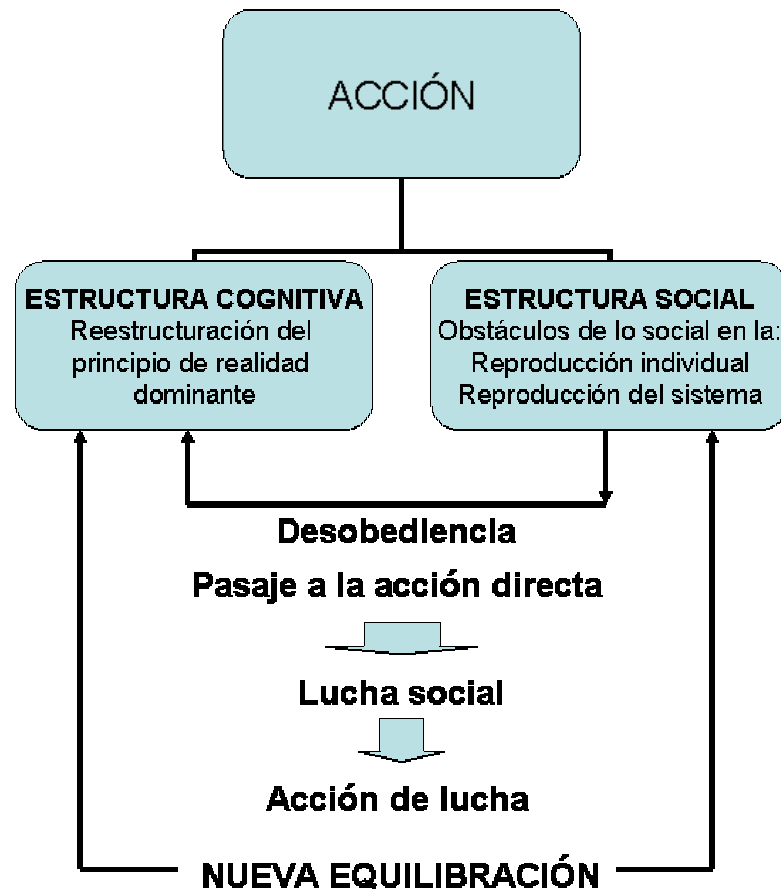 ACCIÓN
ESTRUCTURA COGNITIVA
Reestructuración del
principio de realidad
dominante
ESTRUCTURA SOCIAL
Obstáculos de lo social en la:
Reproducción individual
Reproducción del sistema
Desobediencia
Pasaje a la acción directa
Lucha social
Acción de lucha
NUEVA EQUILIBRACIÓN